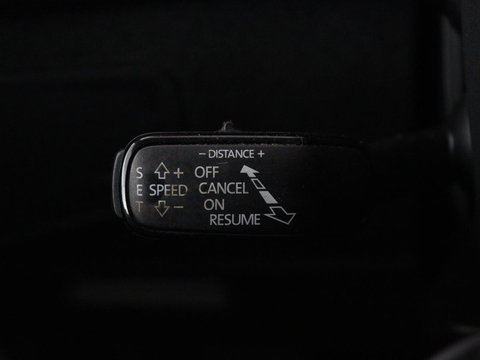 – DISTANCE +
S + OFF
E SPEED CANCEL
T – ON
RESUME